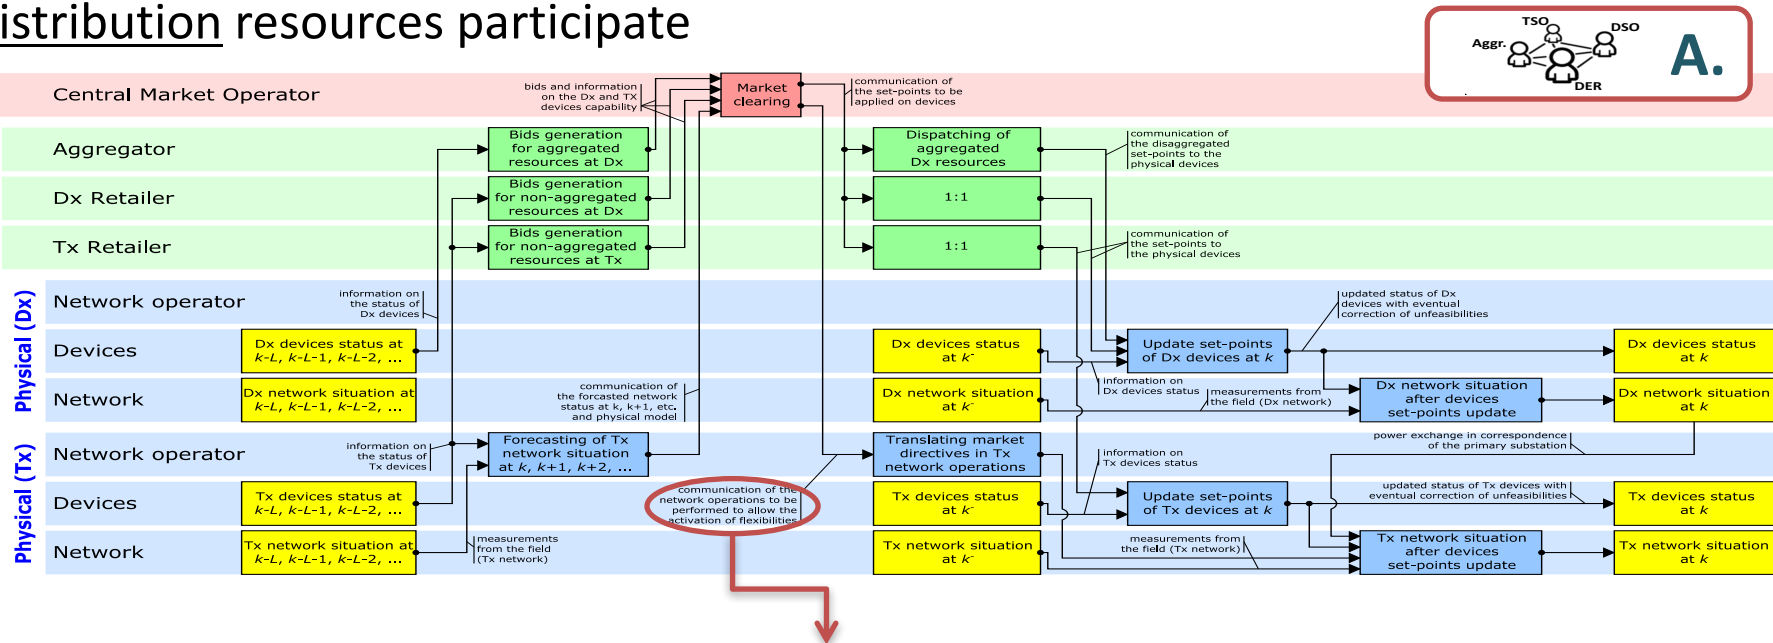 istribution resources participate
TSO
DSO
Aggr.
DER
A.
Central Market Operator
bids and information
on the Dx and TX
devices capability
Market
clearing
communication of
the set-points to be
applied on devices
Aggregator
Bids generation
for aggregated
resources at Dx
Dispatching of
aggregated
Dx resources
communication of
the disaggregated
set-points to the
physical devices
Dx Retailer
Bids generation
for non-aggregated
resources at Dx
1:1
Tx Retailer
Bids generation
for non-aggregated
resources at Tx
1:1
communication of
the set-points to
the physical devices
Physical (Dx)
Network operator
information on
the status of
Dx devices
updated status of Dx
devices with eventual
correction of unfeasibilities
Devices
Dx devices status at
k-L, k-L-1, k-L-2, ...
Dx devices status
at k-
Update set-points
of Dx devices at k
Dx devices status
at k
information on
Dx devices status
Network
Dx network situation at
k-L, k-L-1, k-L-2, ...
communication of
the forcasted network
status at k, k+1, etc.
and physical model
Dx network situation
at k-
measurements from
the field (Dx network)
Dx network situation
after devices
set-points update
Dx network situation
at k
Physical (Tx)
Network operator
information on
the status of
Tx devices
Forecasting of Tx
network situation
at k, k+1, k+2, ...
Translating market
directives in Tx
network operations
information on
Tx devices status
power exchange in correspondence
of the primary substation
Devices
Tx devices status at
k-L, k-L-1, k-L-2, ...
communication of the
network operations to be
performed to allow the
activation of flexibilities
Tx devices status
at k-
Update set-points
of Tx devices at k
updated status of Tx devices with
eventual correction of unfeasibilities
Tx devices status
at k
Network
Tx network situation at
k-L, k-L-1, k-L-2, ...
measurements
from the field
(Tx network)
Tx network situation
at k-
measurements from
the field (Tx network)
Tx network situation
after devices
set-points update
Tx network situation
at k